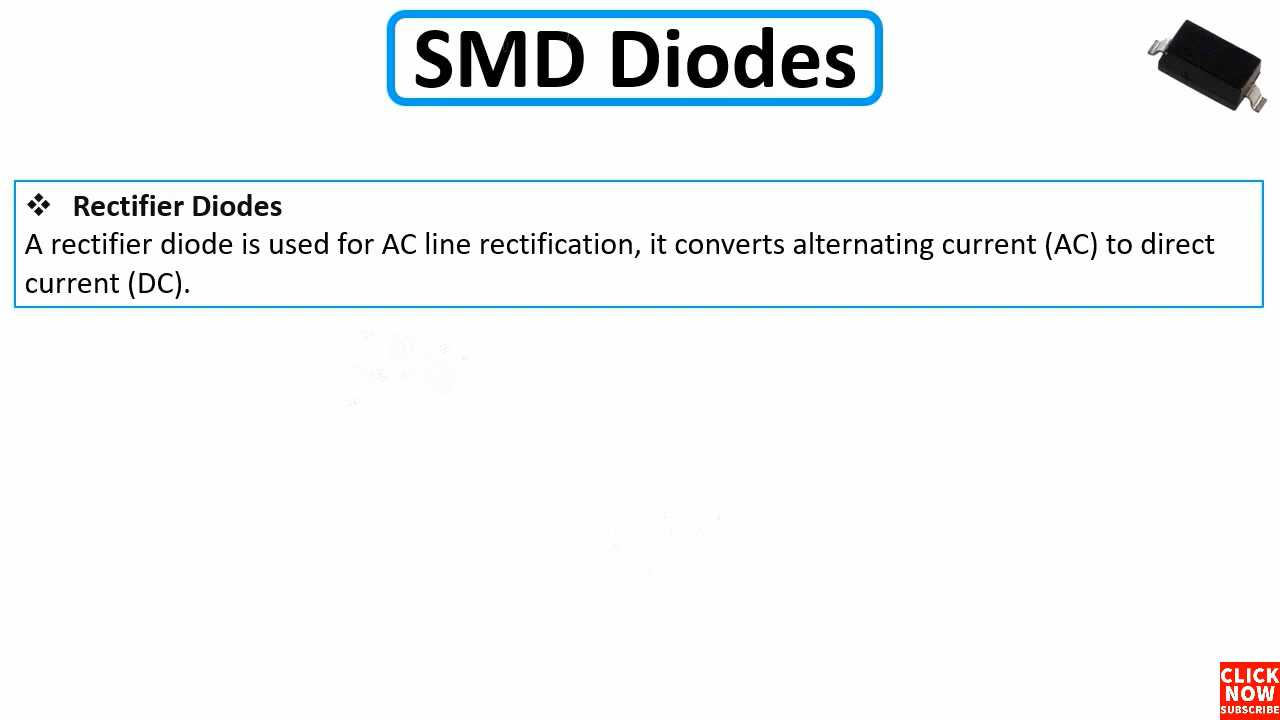 SMD Diodes
❖ Rectifier Diodes
A rectifier diode is used for AC line rectification, it converts alternating current (AC) to direct
current (DC).
CLICK
NOW
SUBSCRIBE